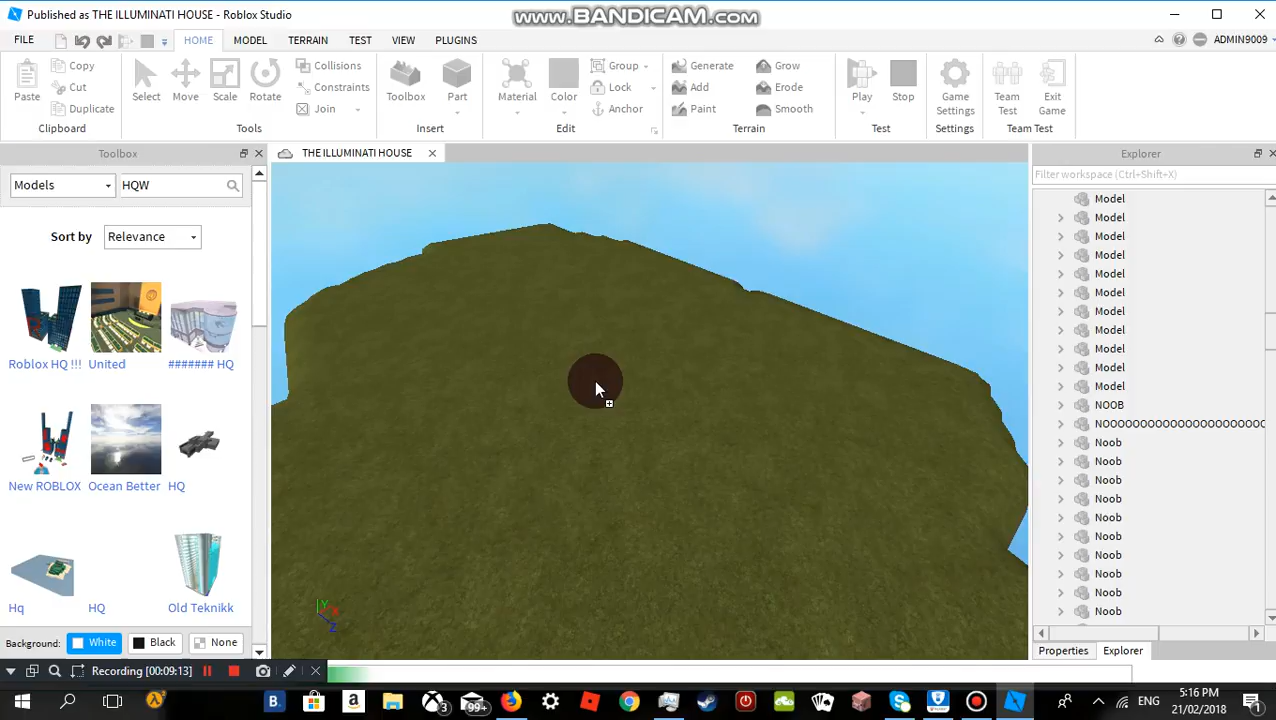 Published as THE ILLUMINATI HOUSE - Roblox Studio
www.BANDICAM.com
FILE
HOME
MODEL
TERRAIN
TEST
VIEW
PLUGINS
ADMIN9009
Paste
Copy
Cut
Duplicate
Clipboard
Select
Move
Scale
Rotate
Collisions
Constraints
Join
Tools
Toolbox
Part
Insert
Material
Color
Group
Lock
Anchor
Edit
Generate
Add
Paint
Grow
Erode
Smooth
Terrain
Play
Stop
Test
Game
Settings
Settings
Team
Test
Exit
Game
Team Test
Toolbox
THE ILLUMINATI HOUSE
Explorer
Models
HQW
Filter workspace (Ctrl+Shift+X)
Sort by
Relevance
Roblox HQ !!!
United
####### HQ
New ROBLOX
Ocean Better
HQ
Hq
HQ
Old Teknikk
Background:
White
Black
None
Model
Model
Model
Model
Model
Model
Model
Model
Model
Model
Model
NOOB
NOOOOOOOOOOOOOOOOOOOOOOO
Noob
Noob
Noob
Noob
Noob
Noob
Noob
Noob
Noob
Noob
Y
X
Z
Properties
Explorer
Recording [00:09:13]
B.
a
3
99+
ENG
5:16 PM
21/02/2018
1